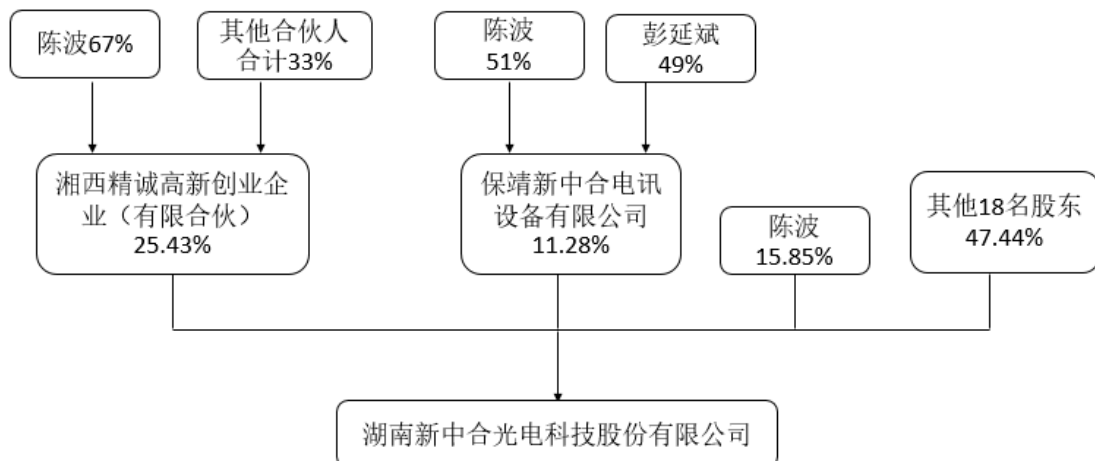 陈波67%
其他合伙人
合计33%
陈波
51%
彭延斌
49%
湘西精诚高新创业企
业（有限合伙）
25.43%
保靖新中合电讯
设备有限公司
11.28%
陈波
15.85%
其他18名股东
47.44%
湖南新中合光电科技股份有限公司